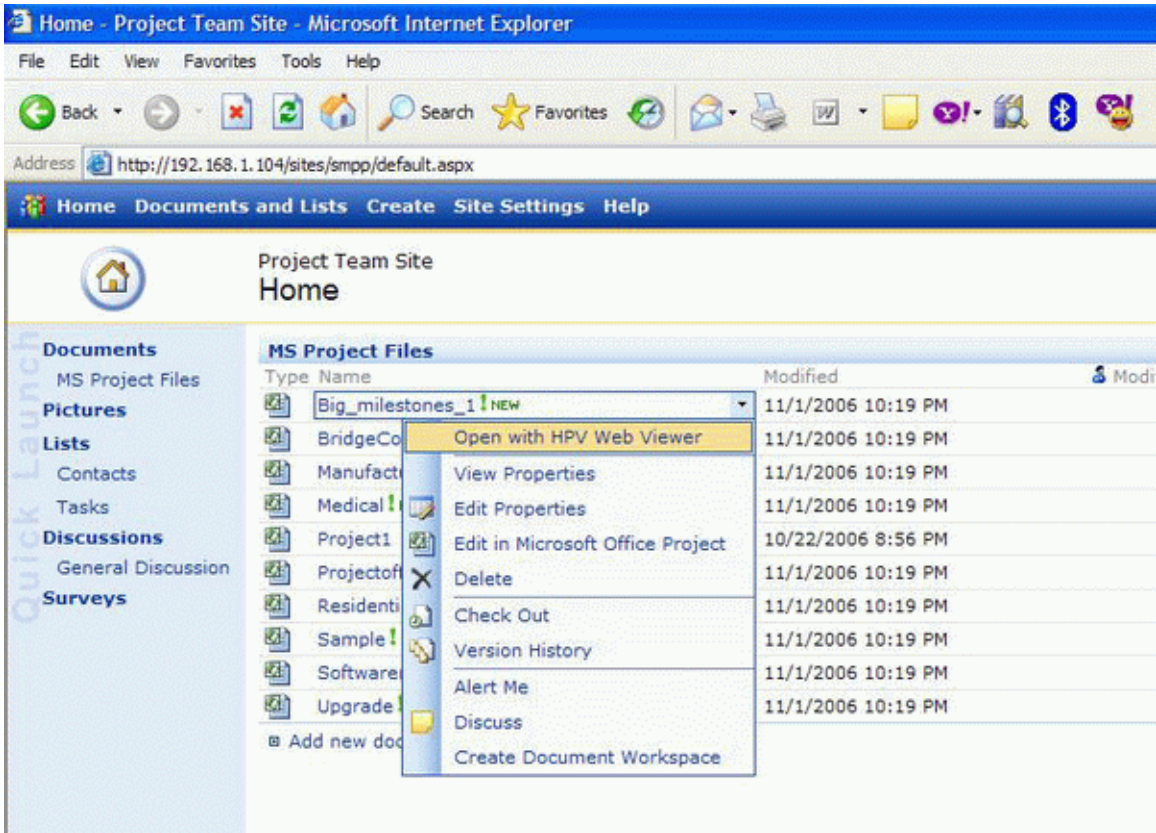 Home - Project Team Site - Microsoft Internet Explorer
File Edit View Favorites Tools Help
Back Search Favorites
Address http://192.168.1.104/sites/smpp/default.aspx
Home Documents and Lists Create Site Settings Help
Project Team Site
Home
Quick Launch
Documents
MS Project Files
Pictures
Lists
Contacts
Tasks
Discussions
General Discussion
Surveys
MS Project Files
Type Name Modified Modi
Big_milestones_1 ! NEW 11/1/2006 10:19 PM
BridgeCo 11/1/2006 10:19 PM
Manufact 11/1/2006 10:19 PM
Medical ! 11/1/2006 10:19 PM
Project1 10/22/2006 8:56 PM
Projectoff 11/1/2006 10:19 PM
Residenti 11/1/2006 10:19 PM
Sample ! 11/1/2006 10:19 PM
Software 11/1/2006 10:19 PM
Upgrade ! 11/1/2006 10:19 PM
Add new doc
Open with HPV Web Viewer
View Properties
Edit Properties
Edit in Microsoft Office Project
Delete
Check Out
Version History
Alert Me
Discuss
Create Document Workspace